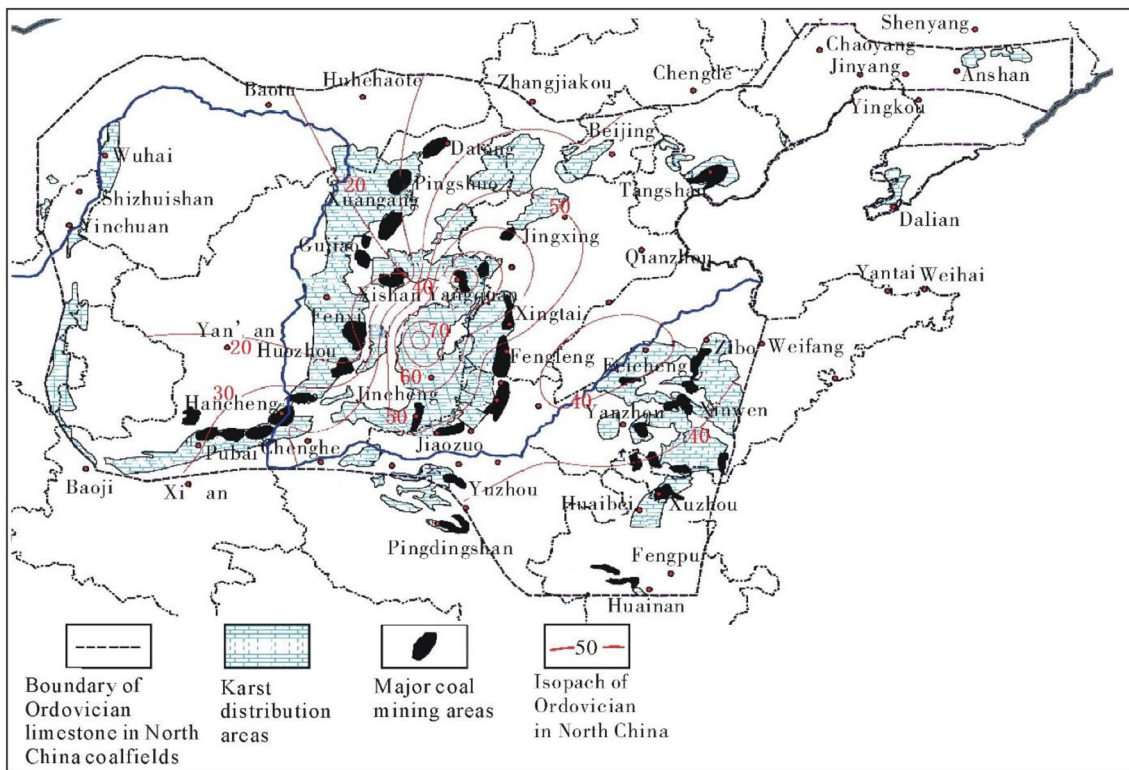 Shenyang
Chaoyang
Jinyang
Anshan
Huhehaote
Zhangjiakou
Chengde
Baotu
Yingkou
Beijing
Datong
Wuhai
Tangshan
20
Pingshuo
Shizhuishan
Xuangang
50
Dalian
Yinchuan
Jingxing
Gujiao
Qianzhou
40
Yantai
Weihai
Xishan
Yangquan
Fenxi
Xingtai
Yan'an
70
20
Huozhou
Fengfeng
Zibo
Weifang
Feicheng
60
30
Jincheng
Hancheng
50
40
Yanzhou
Xinwen
40
Pubai
Chenghe
Jiaozuo
Baoji
Xi an
Yuzhou
Huaibei
Xuzhou
Pingdingshan
Fengpu
Huainan
50
Boundary of
Ordovician
limestone in North
China coalfields
Karst
distribution
areas
Major coal
mining areas
Isopach of
Ordovician
in North China